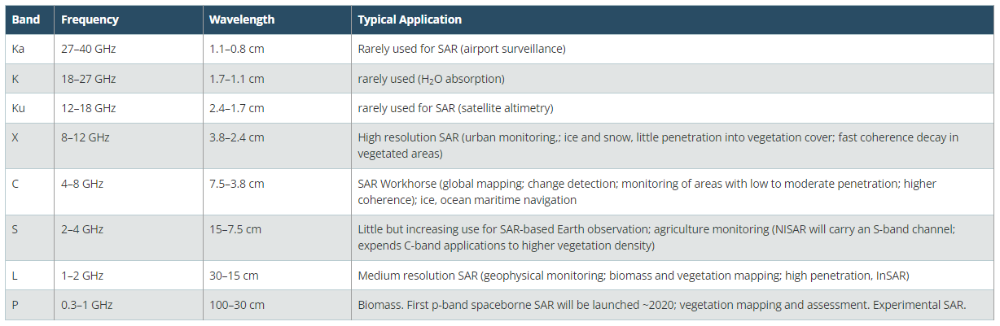 Band Frequency Wavelength Typical Application
Ka 27–40 GHz 1.1–0.8 cm Rarely used for SAR (airport surveillance)
K 18–27 GHz 1.7–1.1 cm rarely used (H₂O absorption)
Ku 12–18 GHz 2.4–1.7 cm rarely used for SAR (satellite altimetry)
X 8–12 GHz 3.8–2.4 cm High resolution SAR (urban monitoring,; ice and snow, little penetration into vegetation cover; fast coherence decay in
vegetated areas)
C 4–8 GHz 7.5–3.8 cm SAR Workhorse (global mapping; change detection; monitoring of areas with low to moderate penetration; higher
coherence); ice, ocean maritime navigation
S 2–4 GHz 15–7.5 cm Little but increasing use for SAR-based Earth observation; agriculture monitoring (NISAR will carry an S-band channel;
expends C-band applications to higher vegetation density)
L 1–2 GHz 30–15 cm Medium resolution SAR (geophysical monitoring; biomass and vegetation mapping; high penetration, InSAR)
P 0.3–1 GHz 100–30 cm Biomass. First p-band spaceborne SAR will be launched ~2020; vegetation mapping and assessment. Experimental SAR.